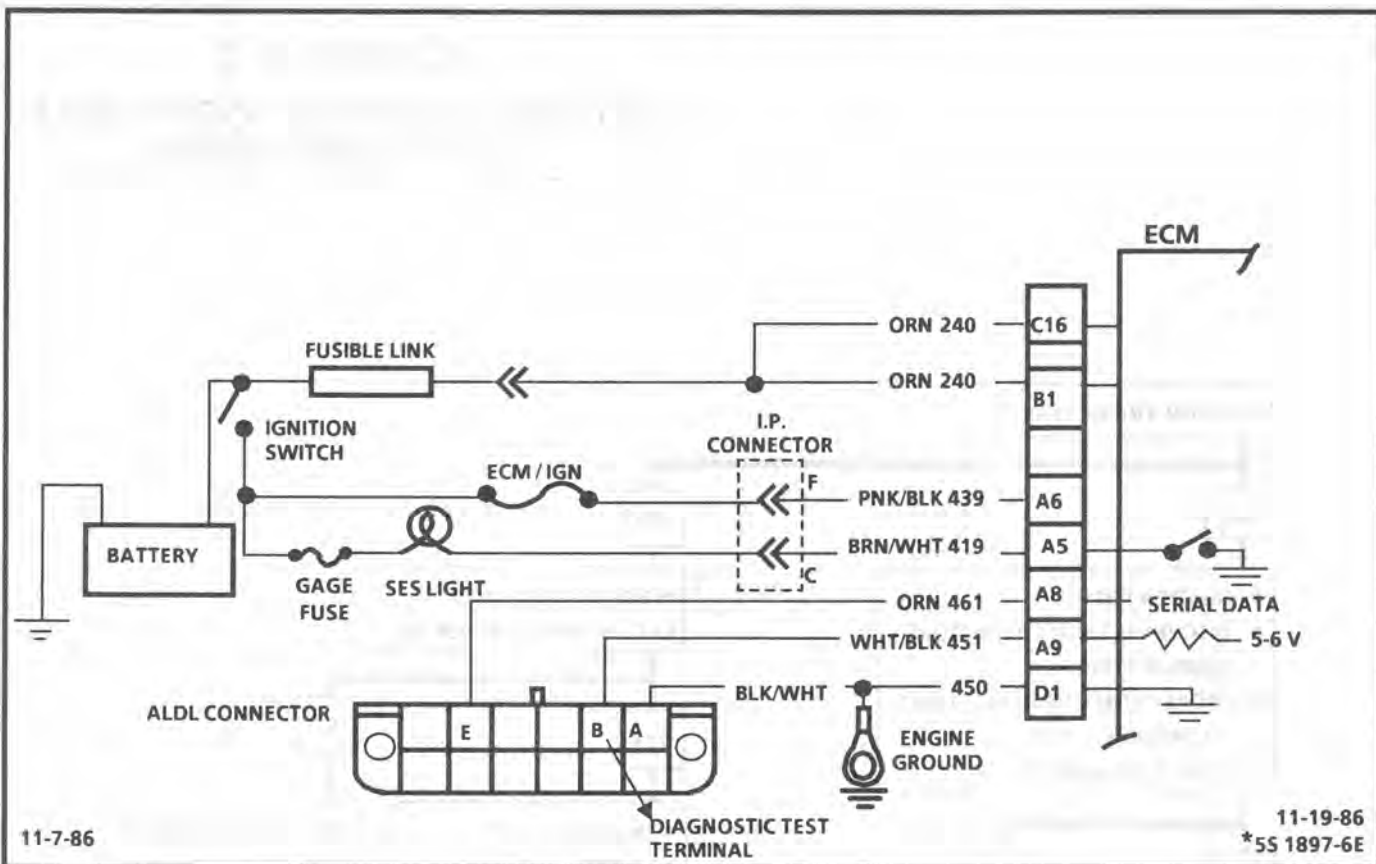 ECM
ORN 240
C16
FUSIBLE LINK
ORN 240
B1
IGNITION
SWITCH
I.P.
CONNECTOR
ECM / IGN
F
PNK/BLK 439
A6
BATTERY
BRN/WHT 419
A5
GAGE
FUSE
SES LIGHT
C
ORN 461
A8
SERIAL DATA
WHT/BLK 451
A9
5-6 V
BLK/WHT
450
D1
ALDL CONNECTOR
E
B
A
ENGINE
GROUND
DIAGNOSTIC TEST
TERMINAL
11-7-86
11-19-86
*5S 1897-6E